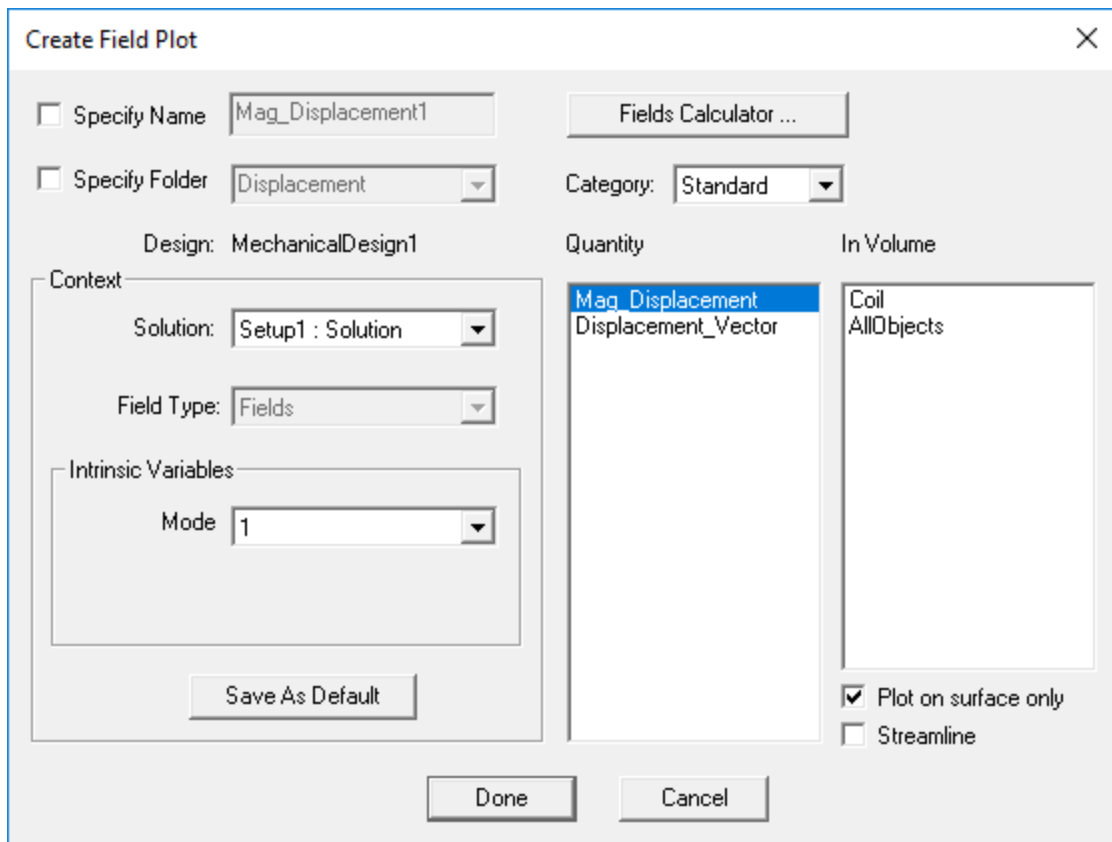 Create Field Plot
Specify Name Mag_Displacement1 Fields Calculator ...
Specify Folder Displacement Category: Standard
Design: MechanicalDesign1 Quantity In Volume
Context
Solution: Setup1 : Solution
Field Type: Fields
Intrinsic Variables
Mode 1
Save As Default
Mag_Displacement
Displacement_Vector
Coil
AllObjects
Plot on surface only
Streamline
Done Cancel